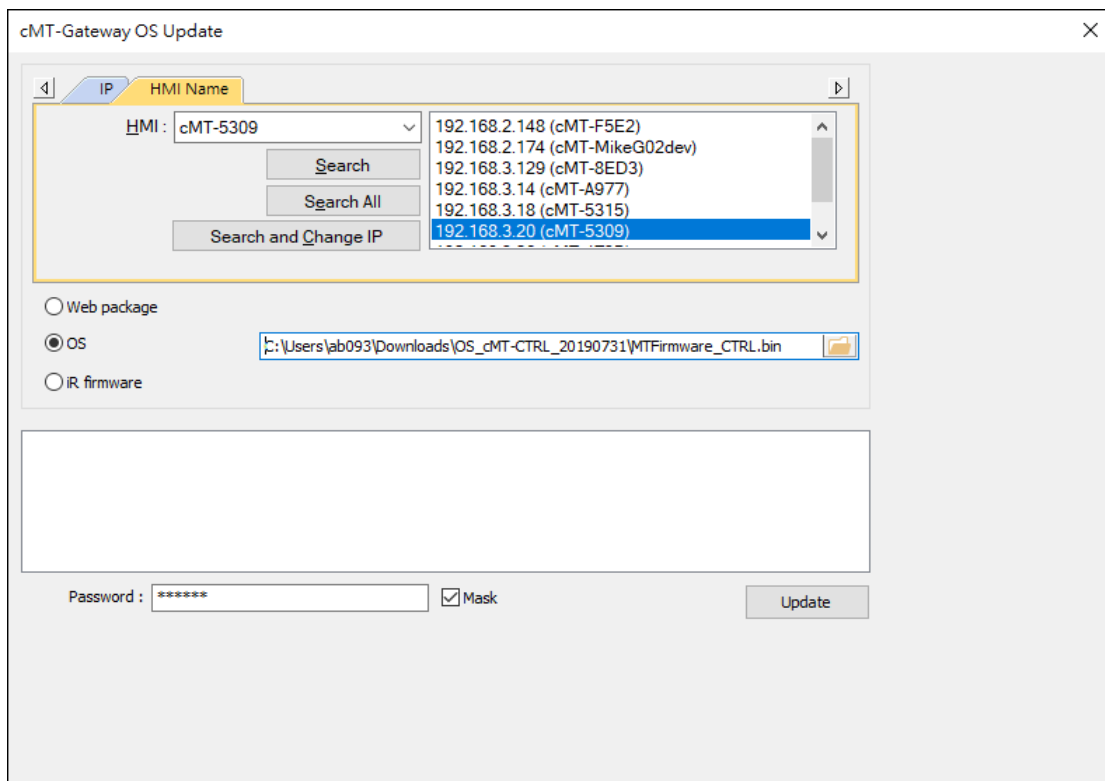 cMT-Gateway OS Update
IP
HMI Name
HMI : cMT-5309
Search
Search All
Search and Change IP
192.168.2.148 (cMT-F5E2)
192.168.2.174 (cMT-MikeG02dev)
192.168.3.129 (cMT-8ED3)
192.168.3.14 (cMT-A977)
192.168.3.18 (cMT-5315)
192.168.3.20 (cMT-5309)
Web package
OS
C:\Users\ab093\Downloads\OS_cMT-CTRL_20190731\MTFirmware_CTRL.bin
iR firmware
Password : ******
Mask
Update